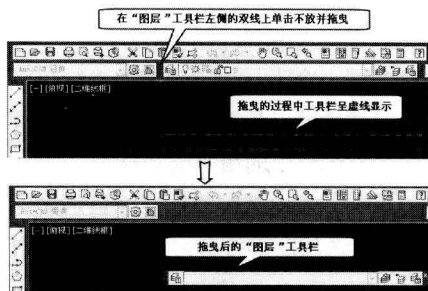 在“图层”工具栏左侧的双线上单击不放并拖曳
[-][俯视][二维线框]
拖曳的过程中工具栏呈虚线显示
[-][俯视][二维线框]
拖曳后的“图层”工具栏